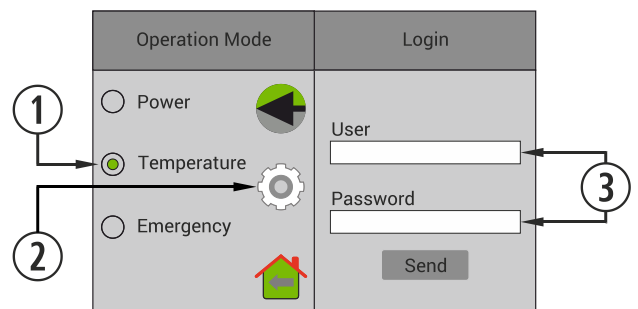 Operation Mode
Login
1
Power
User
Temperature
3
Password
Emergency
2
Send